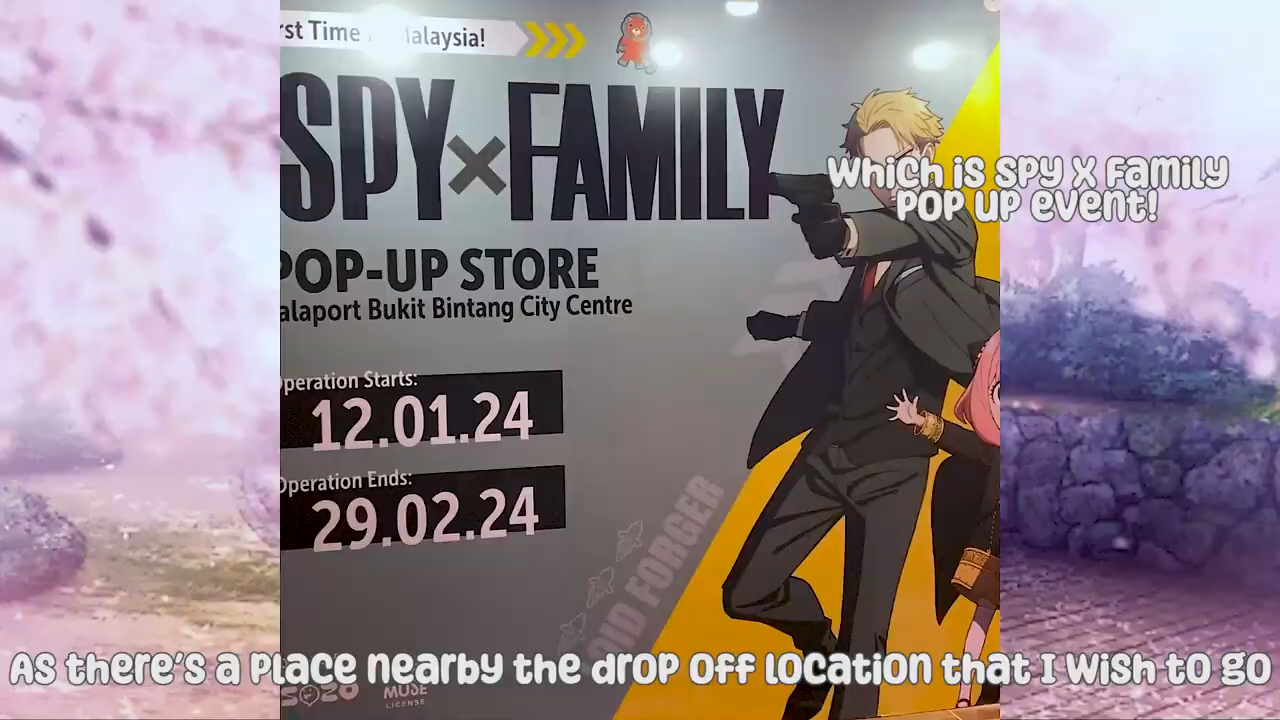 rst Time alaysia!
SPY×FAMILY
POP-UP STORE
alaport Bukit Bintang City Centre
Operation Starts:
12.01.24
Operation Ends:
29.02.24
FORGER
SOZO
MUSE
LICENSE
Which is Spy x Family
POP UP event!
As there's a place nearby the drop off location that I wish to go